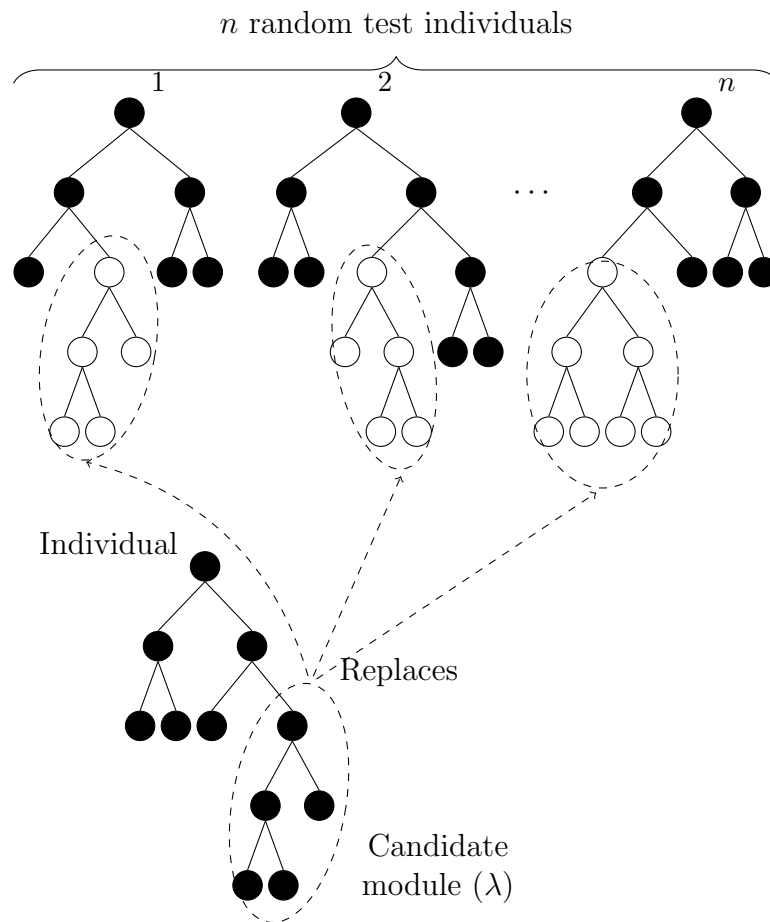 n random test individuals
1 2 n
...
Individual
Replaces
Candidate
module (λ)